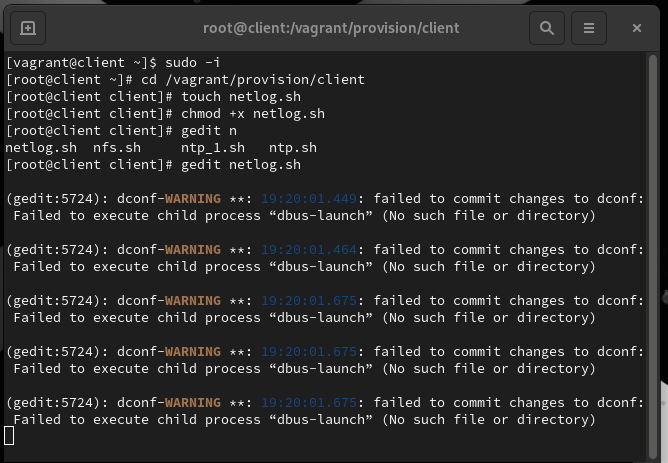 root@client:/vagrant/provision/client
[vagrant@client ~]$ sudo -i
[root@client ~]# cd /vagrant/provision/client
[root@client client]# touch netlog.sh
[root@client client]# chmod +x netlog.sh
[root@client client]# gedit n
netlog.sh  nfs.sh     ntp_1.sh   ntp.sh
[root@client client]# gedit netlog.sh

(gedit:5724): dconf-WARNING **: 19:20:01.449: failed to commit changes to dconf:
 Failed to execute child process “dbus-launch” (No such file or directory)

(gedit:5724): dconf-WARNING **: 19:20:01.464: failed to commit changes to dconf:
 Failed to execute child process “dbus-launch” (No such file or directory)

(gedit:5724): dconf-WARNING **: 19:20:01.675: failed to commit changes to dconf:
 Failed to execute child process “dbus-launch” (No such file or directory)

(gedit:5724): dconf-WARNING **: 19:20:01.675: failed to commit changes to dconf:
 Failed to execute child process “dbus-launch” (No such file or directory)

(gedit:5724): dconf-WARNING **: 19:20:01.675: failed to commit changes to dconf:
 Failed to execute child process “dbus-launch” (No such file or directory)